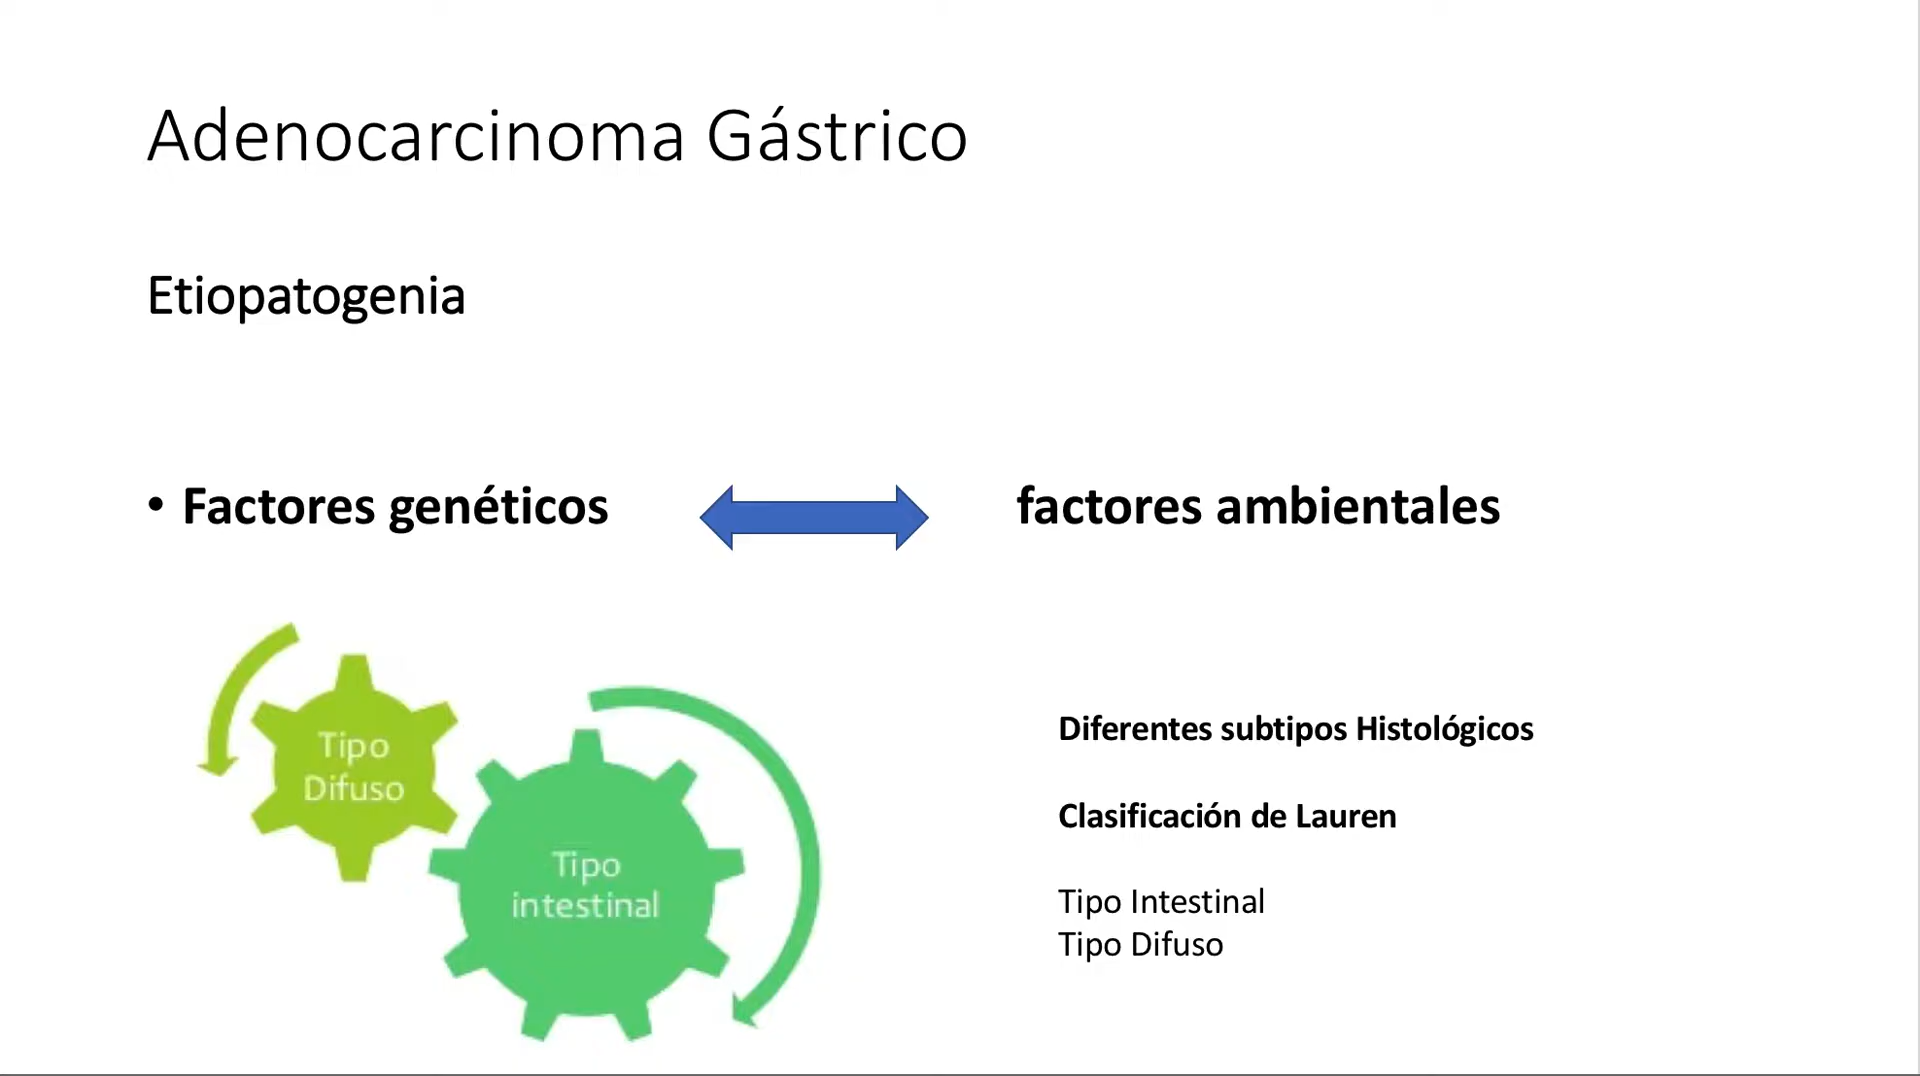 Adenocarcinoma Gástrico
Etiopatogenia
• Factores genéticos
factores ambientales
Tipo
Difuso
Tipo
intestinal
Diferentes subtipos Histológicos
Clasificación de Lauren
Tipo Intestinal
Tipo Difuso